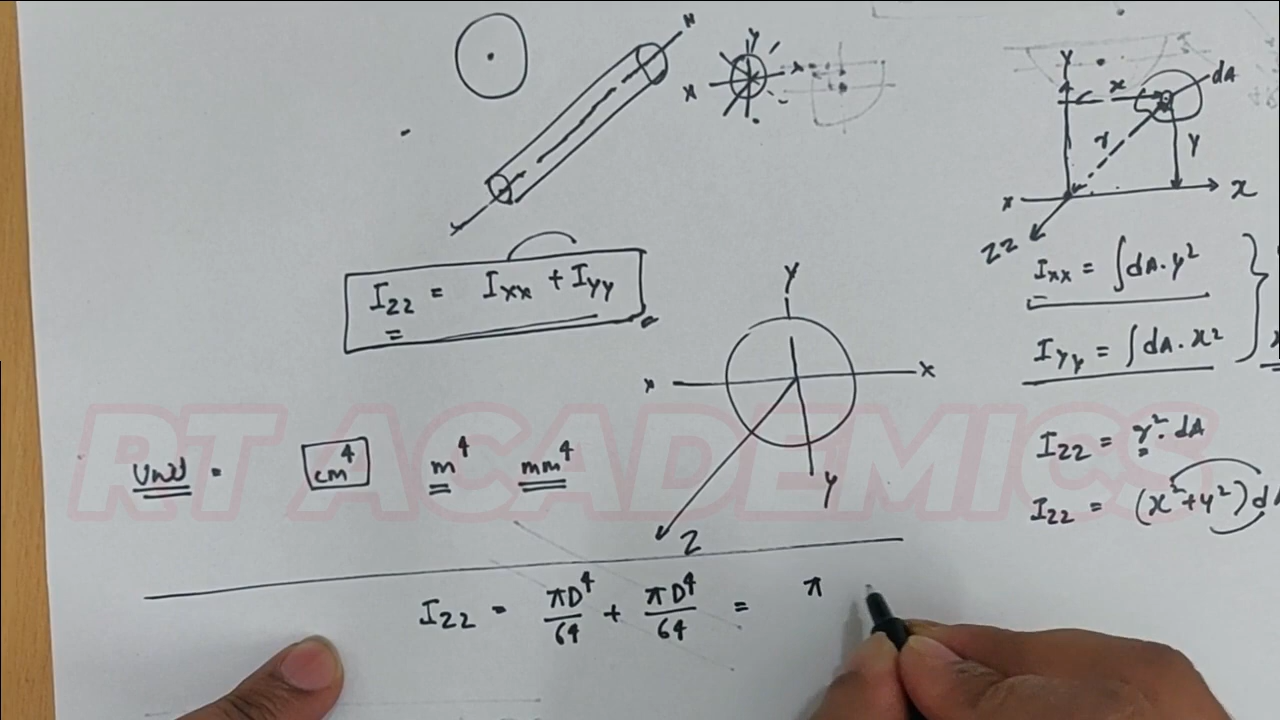 N
Y
X
X
Y
x
dA
r
y
x
x
ZZ
Izz = Ixx + Iyy
=
Ixx = ∫dA.y²
Iyy = ∫dA.x²
Y
x
x
y
Z
RT ACADEMICS
Unit = cm⁴ m⁴ mm⁴
Izz = r².dA
Izz = (x²+y²)dA
Izz = πD⁴/64 + πD⁴/64 = π